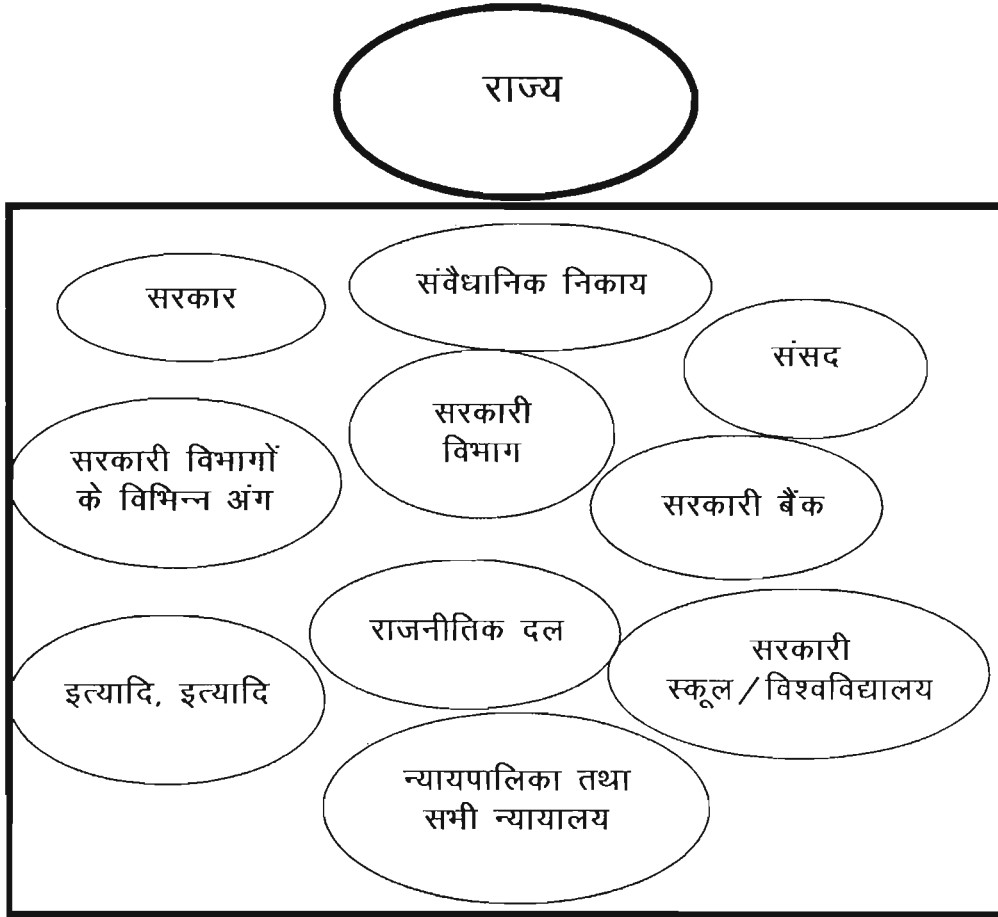 राज्य
सरकार
संवैधानिक निकाय
संसद
सरकारी
विभाग
सरकारी विभागों
के विभिन्न अंग
सरकारी बैंक
राजनीतिक दल
सरकारी
स्कूल/विश्वविद्यालय
इत्यादि, इत्यादि
न्यायपालिका तथा
सभी न्यायालय